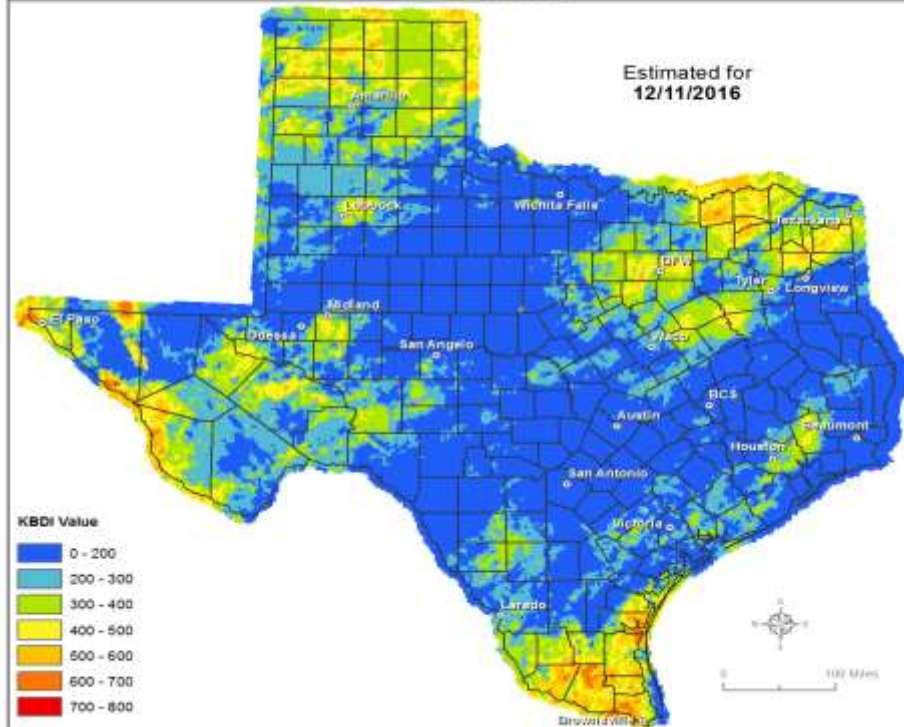 Estimated for
12/11/2016
Amarillo
Lubbock
Wichita Falls
Texarkana
DFW
Tyler
Longview
El Paso
Midland
Odessa
San Angelo
Waco
BCS
Austin
Beaumont
Houston
San Antonio
Victoria
Laredo
Brownsville
KBDI Value
0 - 200
200 - 300
300 - 400
400 - 500
500 - 600
600 - 700
700 - 800
0 100 Miles